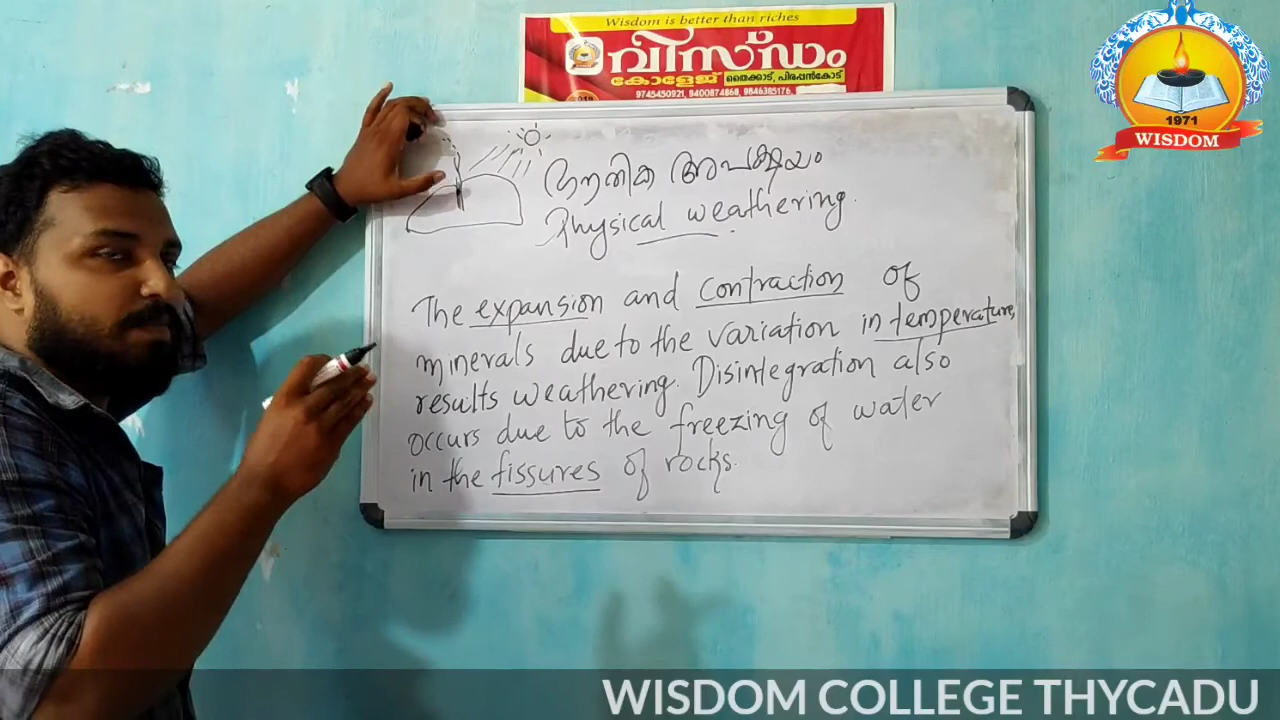 Wisdom is better than riches
വിസ്ഡം
കോളേജ് തൈക്കാട്, പിരപ്പൻകോട്
9745450921, 9400874868, 9846385176,
1971
WISDOM
ഭൗതിക അപക്ഷയം
Physical weathering.
The expansion and contraction of
minerals due to the variation in temperature,
results weathering. Disintegration also
occurs due to the freezing of water
in the fissures of rocks.
WISDOM COLLEGE THYCADU